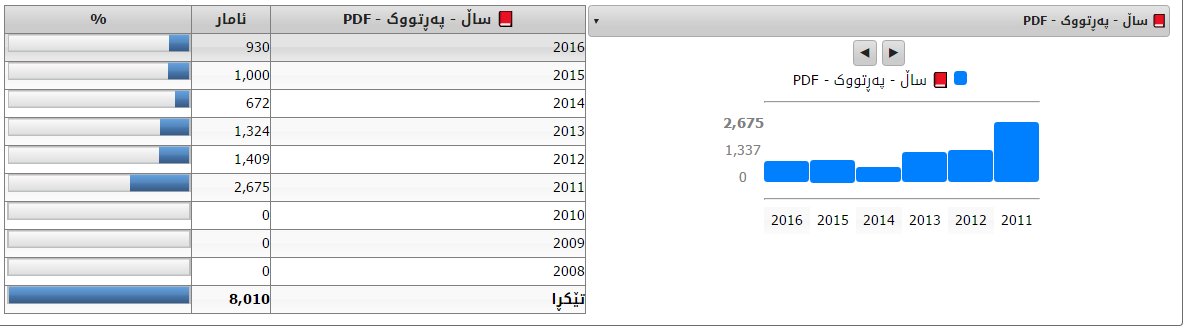 ساڵ - پەڕتووک - PDF
ساڵ - پەڕتووک - PDF
2,675
1,337
0
2011 2012 2013 2014 2015 2016
ساڵ - پەڕتووک - PDF ئامار %
2016 930
2015 1,000
2014 672
2013 1,324
2012 1,409
2011 2,675
2010 0
2009 0
2008 0
تێکڕا 8,010